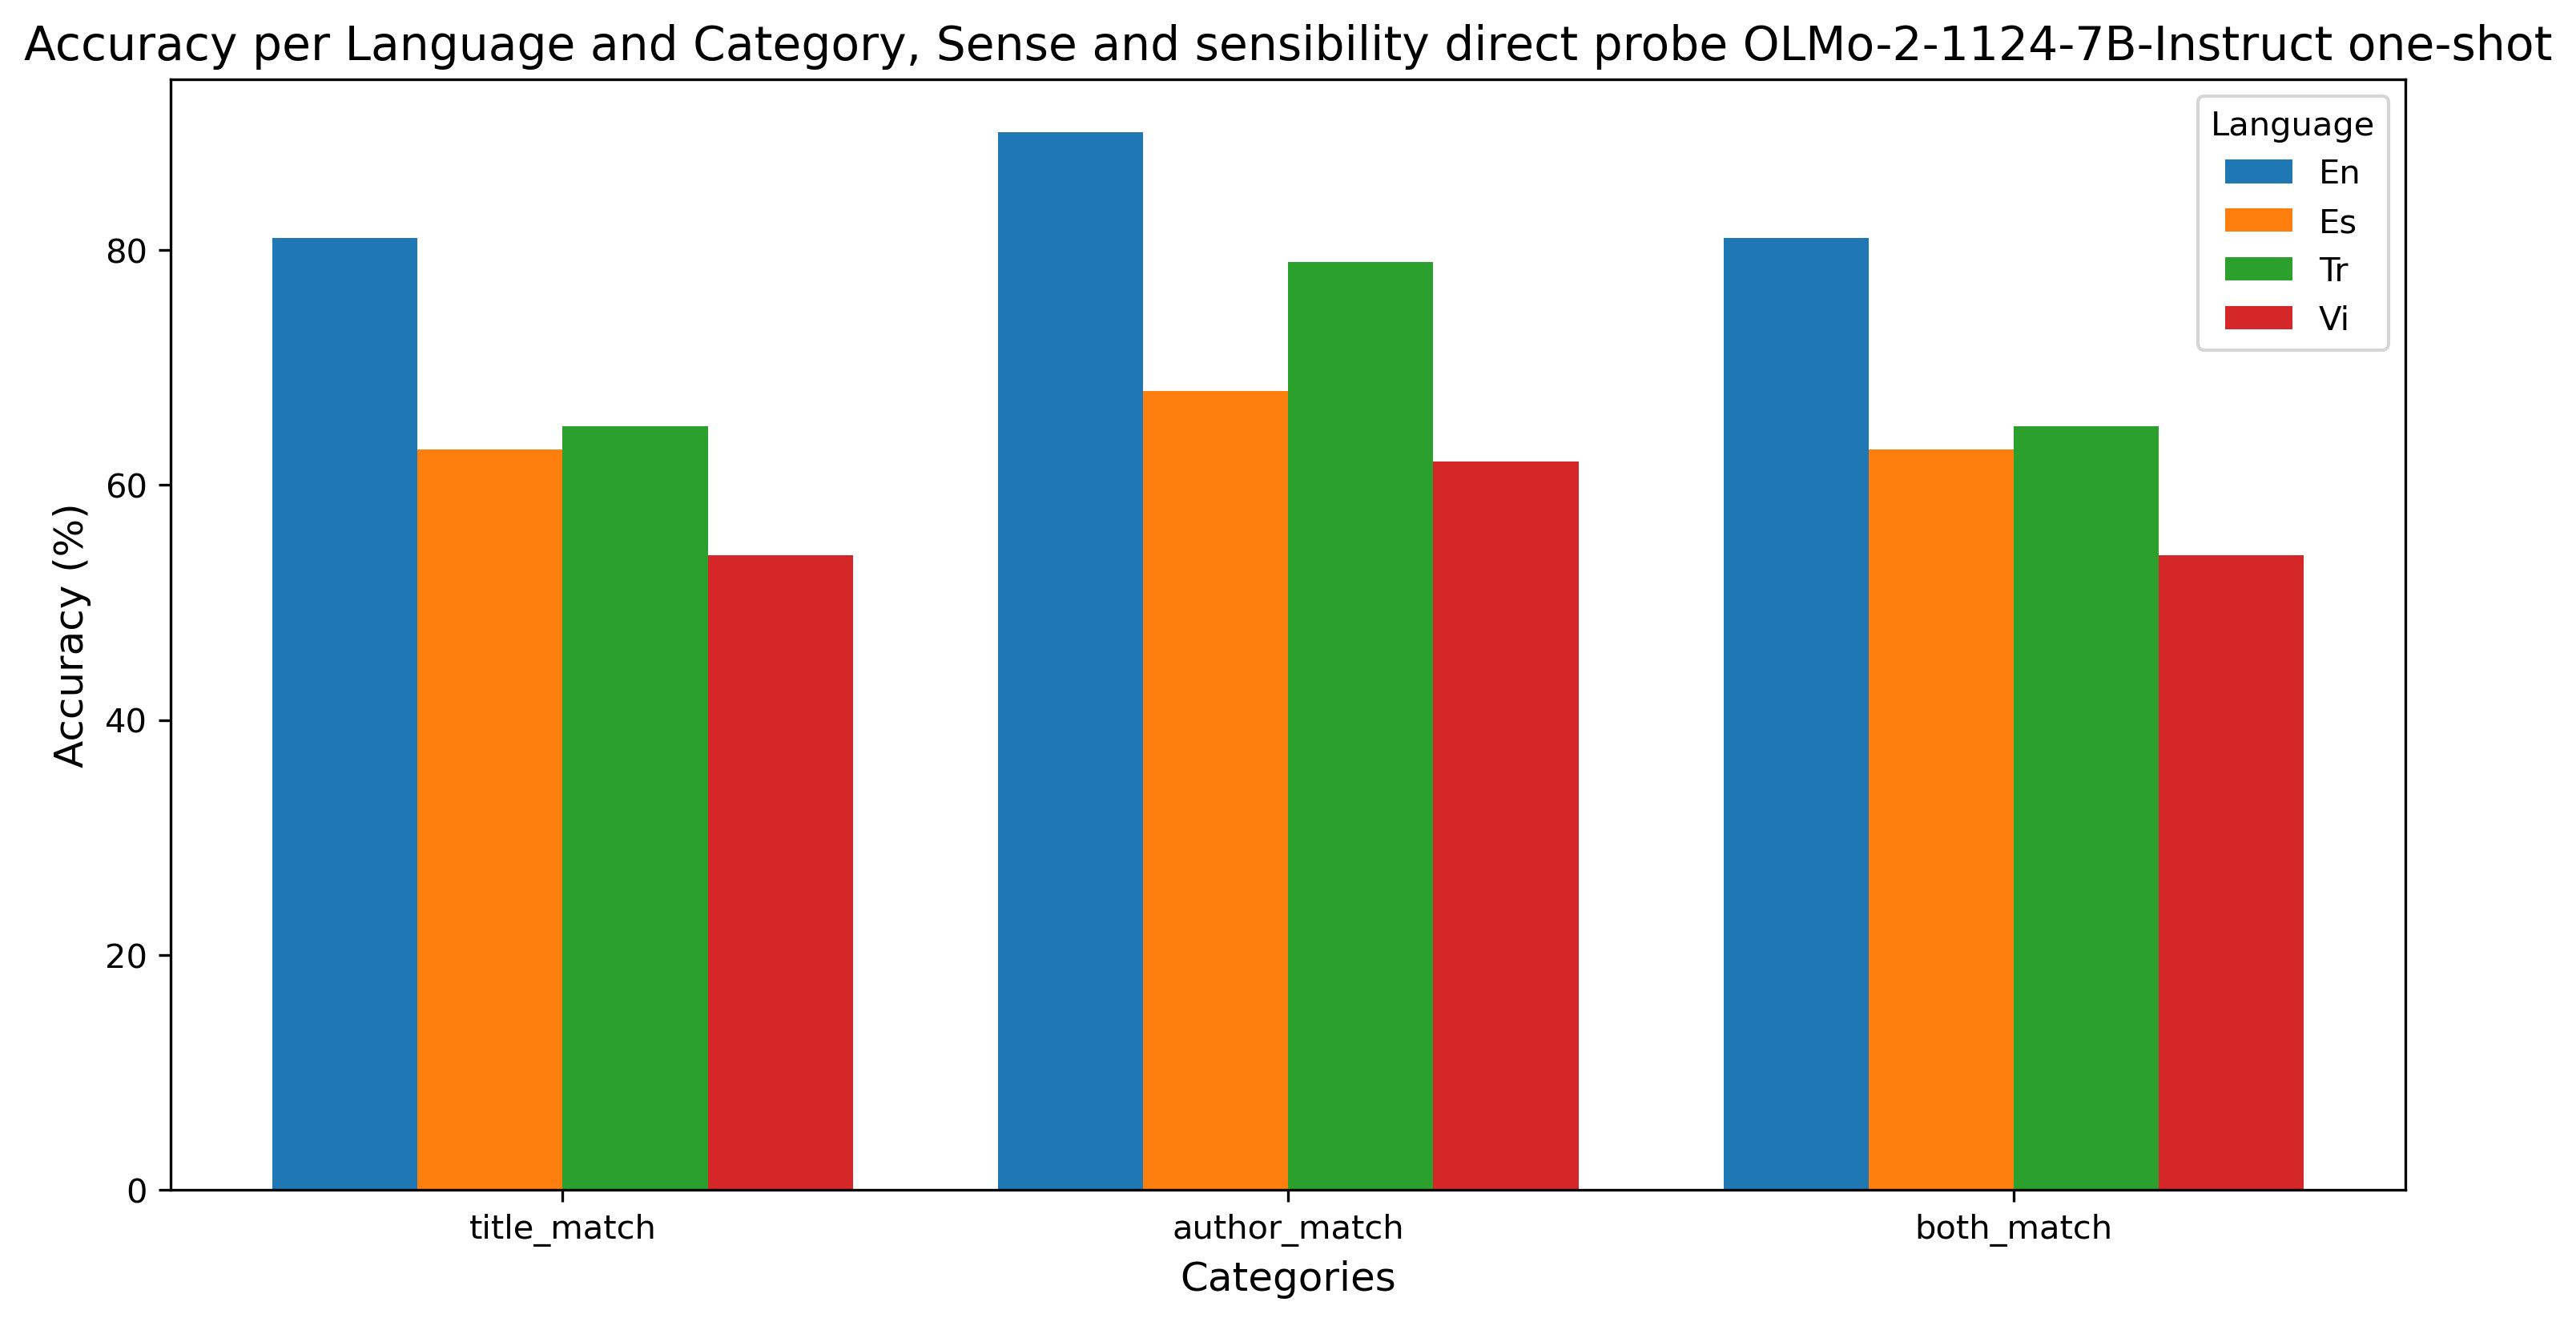 Accuracy per Language and Category, Sense and sensibility direct probe OLMo-2-1124-7B-Instruct one-shot
Language
En
Es
Tr
Vi
Accuracy (%)
80
60
40
20
0
title_match author_match both_match
Categories